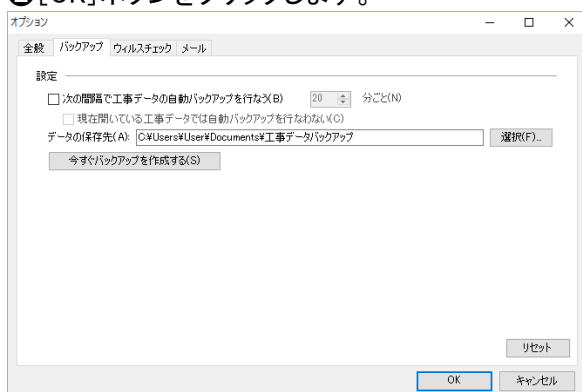 [OK]ボタンをクリックします。
オプション
全般 バックアップ ウィルスチェック メール
設定
次の間隔で工事データの自動バックアップを行なう(B) 20 分ごと(N)
現在開いている工事データでは自動バックアップを行なわない(C)
データの保存先(A): C:¥Users¥User¥Documents¥工事データバックアップ 選択(F)...
今すぐバックアップを作成する(S)
リセット
OK キャンセル